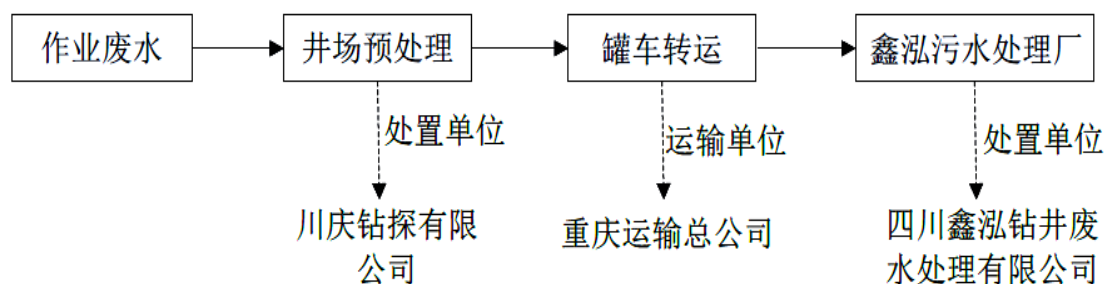 作业废水
井场预处理
罐车转运
鑫泓污水处理厂
处置单位
运输单位
处置单位
川庆钻探有限
公司
重庆运输总公司
四川鑫泓钻井废
水处理有限公司